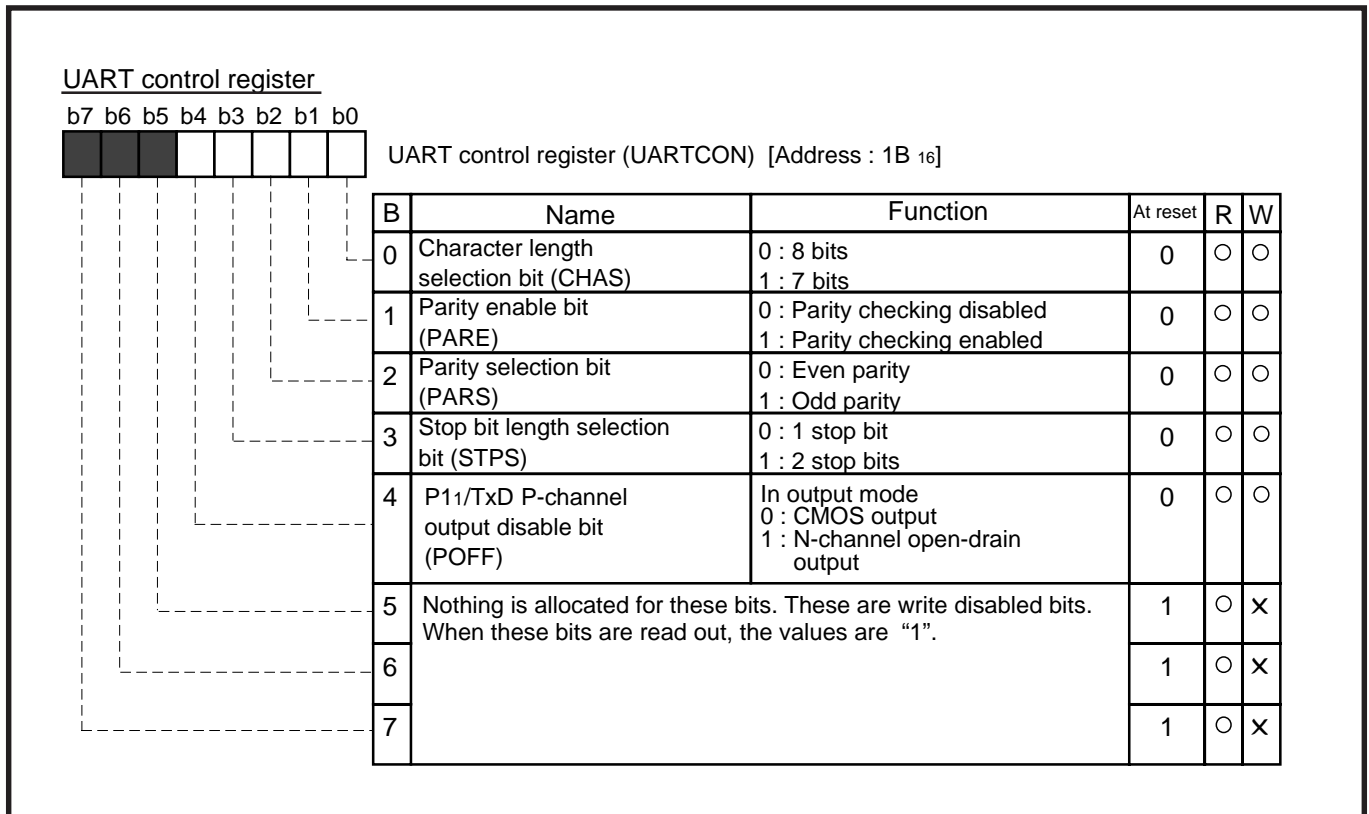 UART control register
b7 b6 b5 b4 b3 b2 b1 b0
UART control register (UARTCON) [Address : 1B 16]
B Name Function At reset R W
0 Character length 0 : 8 bits 0 ○ ○
selection bit (CHAS) 1 : 7 bits
1 Parity enable bit 0 : Parity checking disabled 0 ○ ○
(PARE) 1 : Parity checking enabled
2 Parity selection bit 0 : Even parity 0 ○ ○
(PARS) 1 : Odd parity
3 Stop bit length selection 0 : 1 stop bit 0 ○ ○
bit (STPS) 1 : 2 stop bits
4 P11/TxD P-channel In output mode 0 ○ ○
output disable bit 0 : CMOS output
(POFF) 1 : N-channel open-drain
output
5 Nothing is allocated for these bits. These are write disabled bits. 1 ○ ×
When these bits are read out, the values are “1”.
6 1 ○ ×
7 1 ○ ×